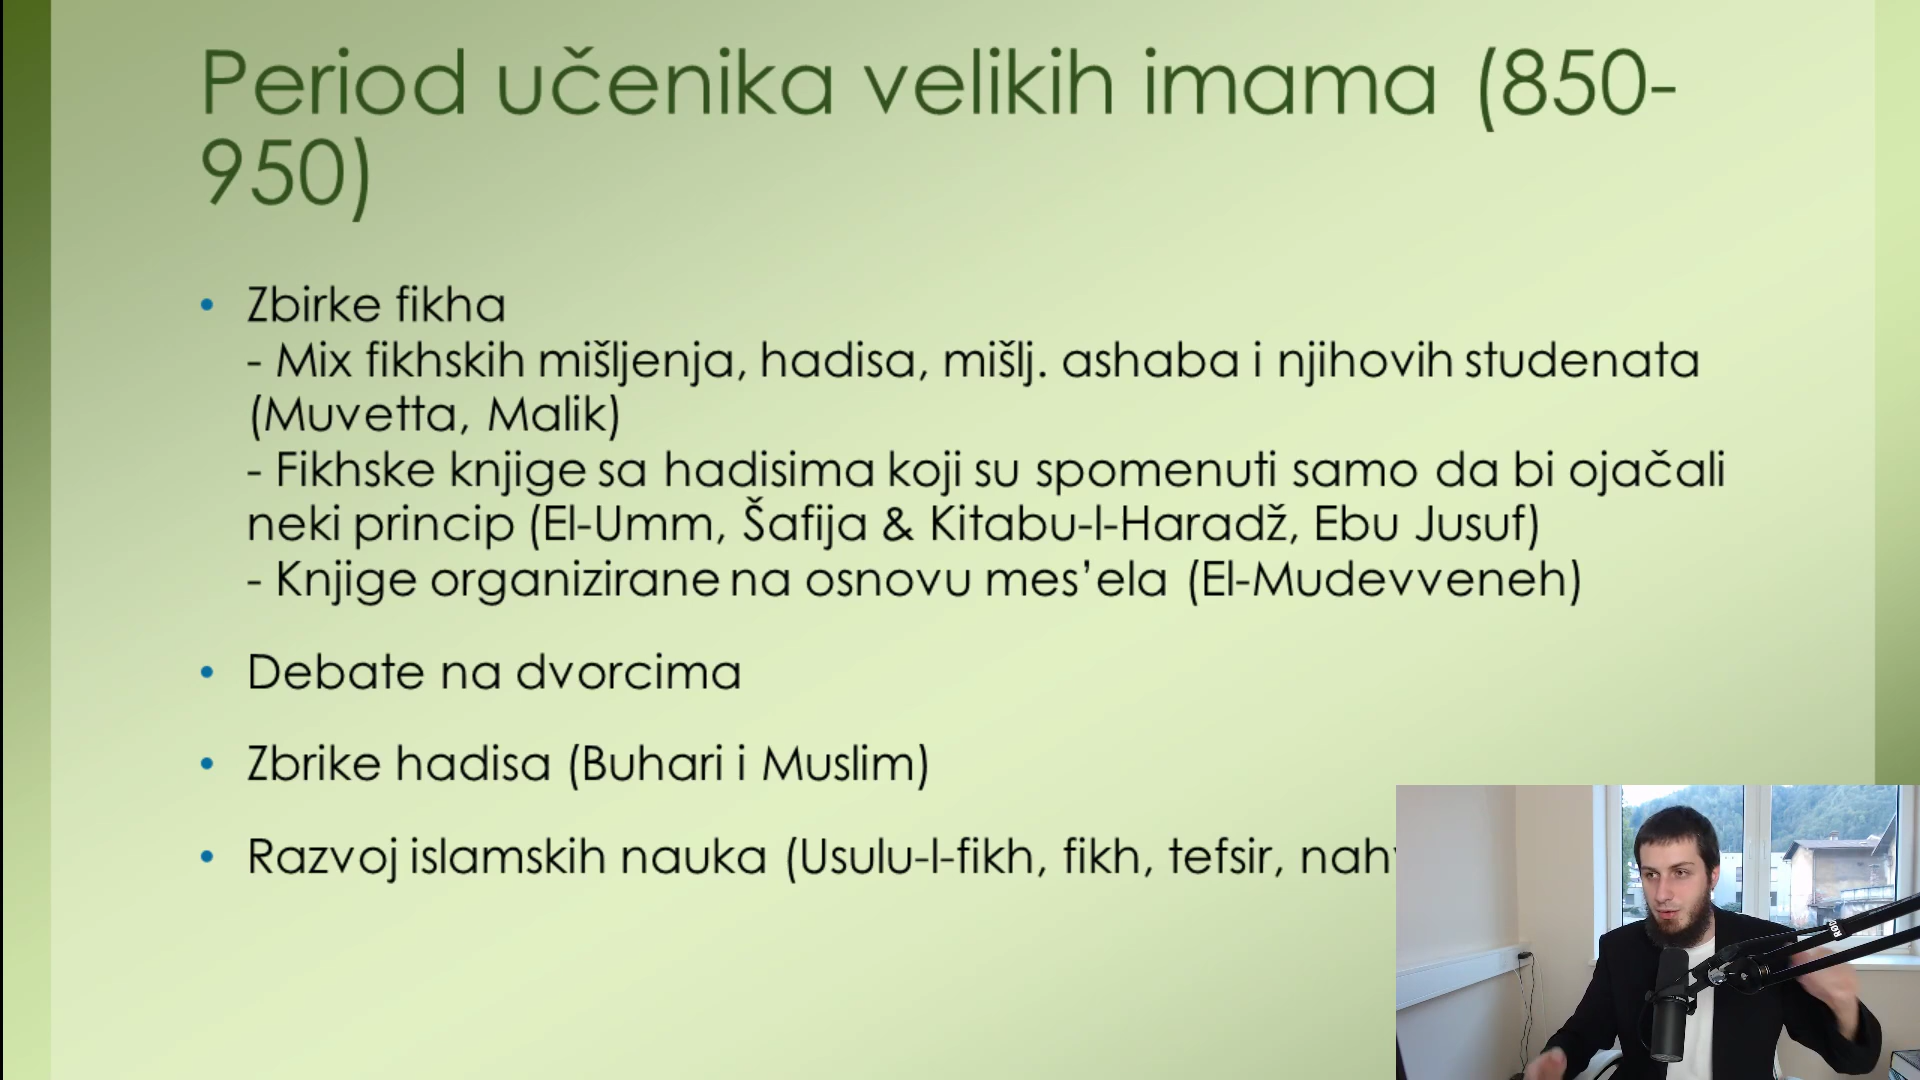 Period učenika velikih imama (850-
950)
• Zbirke fikha
- Mix fikhskih mišljenja, hadisa, mišlj. ashaba i njihovih studenata
(Muvetta, Malik)
- Fikhske knjige sa hadisima koji su spomenuti samo da bi ojačali
neki princip (El-Umm, Šafija & Kitabu-l-Haradž, Ebu Jusuf)
- Knjige organizirane na osnovu mes’ela (El-Mudevveneh)
• Debate na dvorcima
• Zbrike hadisa (Buhari i Muslim)
• Razvoj islamskih nauka (Usulu-l-fikh, fikh, tefsir,